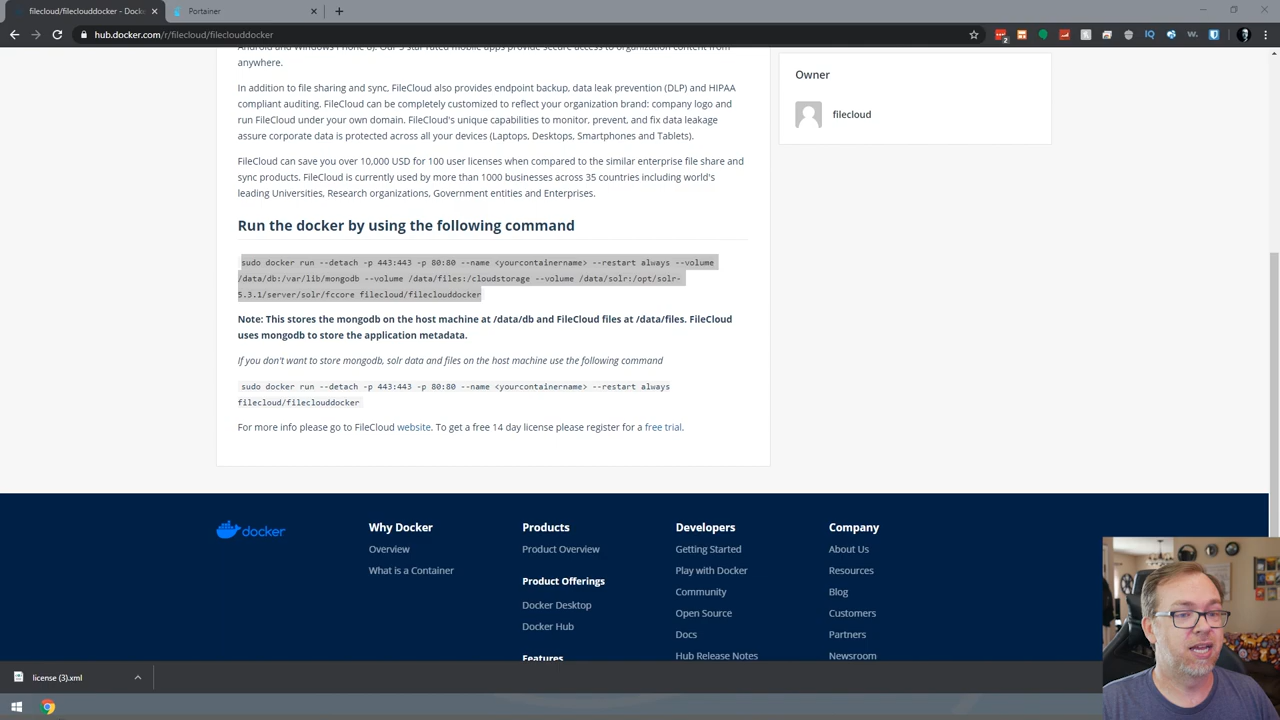 filecloud/fileclouddocker - Dock
Portainer
hub.docker.com/r/filecloud/fileclouddocker
Android and Windows Phone 8). Our 5 star rated mobile apps provide secure access to organization content from
anywhere.
In addition to file sharing and sync, FileCloud also provides endpoint backup, data leak prevention (DLP) and HIPAA
compliant auditing. FileCloud can be completely customized to reflect your organization brand: company logo and
run FileCloud under your own domain. FileCloud's unique capabilities to monitor, prevent, and fix data leakage
assure corporate data is protected across all your devices (Laptops, Desktops, Smartphones and Tablets).
FileCloud can save you over 10,000 USD for 100 user licenses when compared to the similar enterprise file share and
sync products. FileCloud is currently used by more than 1000 businesses across 35 countries including world's
leading Universities, Research organizations, Government entities and Enterprises.
Run the docker by using the following command
sudo docker run --detach -p 443:443 -p 80:80 --name <yourcontainername> --restart always --volume
/data/db:/var/lib/mongodb --volume /data/files:/cloudstorage --volume /data/solr:/opt/solr-
5.3.1/server/solr/fccore filecloud/fileclouddocker
Note: This stores the mongodb on the host machine at /data/db and FileCloud files at /data/files. FileCloud
uses mongodb to store the application metadata.
If you don't want to store mongodb, solr data and files on the host machine use the following command
sudo docker run --detach -p 443:443 -p 80:80 --name <yourcontainername> --restart always
filecloud/fileclouddocker
For more info please go to FileCloud website. To get a free 14 day license please register for a free trial.
Owner
filecloud
docker
Why Docker
Overview
What is a Container
Products
Product Overview
Product Offerings
Docker Desktop
Docker Hub
Features
Developers
Getting Started
Play with Docker
Community
Open Source
Docs
Hub Release Notes
Company
About Us
Resources
Blog
Customers
Partners
Newsroom
license (3).xml